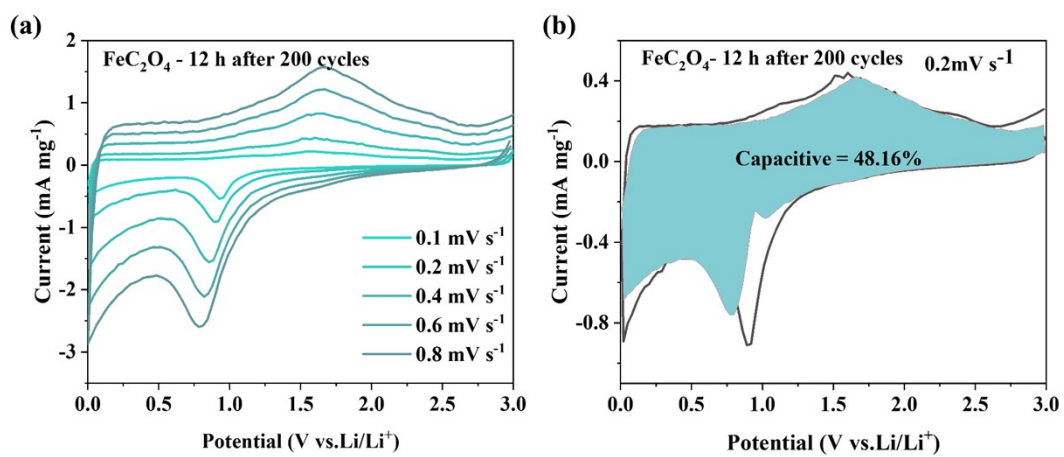 (a)
FeC₂O₄ - 12 h after 200 cycles
2
1
0
-1
-2
-3
Current (mA mg⁻¹)
0.1 mV s⁻¹
0.2 mV s⁻¹
0.4 mV s⁻¹
0.6 mV s⁻¹
0.8 mV s⁻¹
0.0 0.5 1.0 1.5 2.0 2.5 3.0
Potential (V vs.Li/Li⁺)
(b)
FeC₂O₄- 12 h after 200 cycles
0.2mV s⁻¹
0.4
0.0
-0.4
-0.8
Current (mA mg⁻¹)
Capacitive = 48.16%
0.0 0.5 1.0 1.5 2.0 2.5 3.0
Potential (V vs.Li/Li⁺)